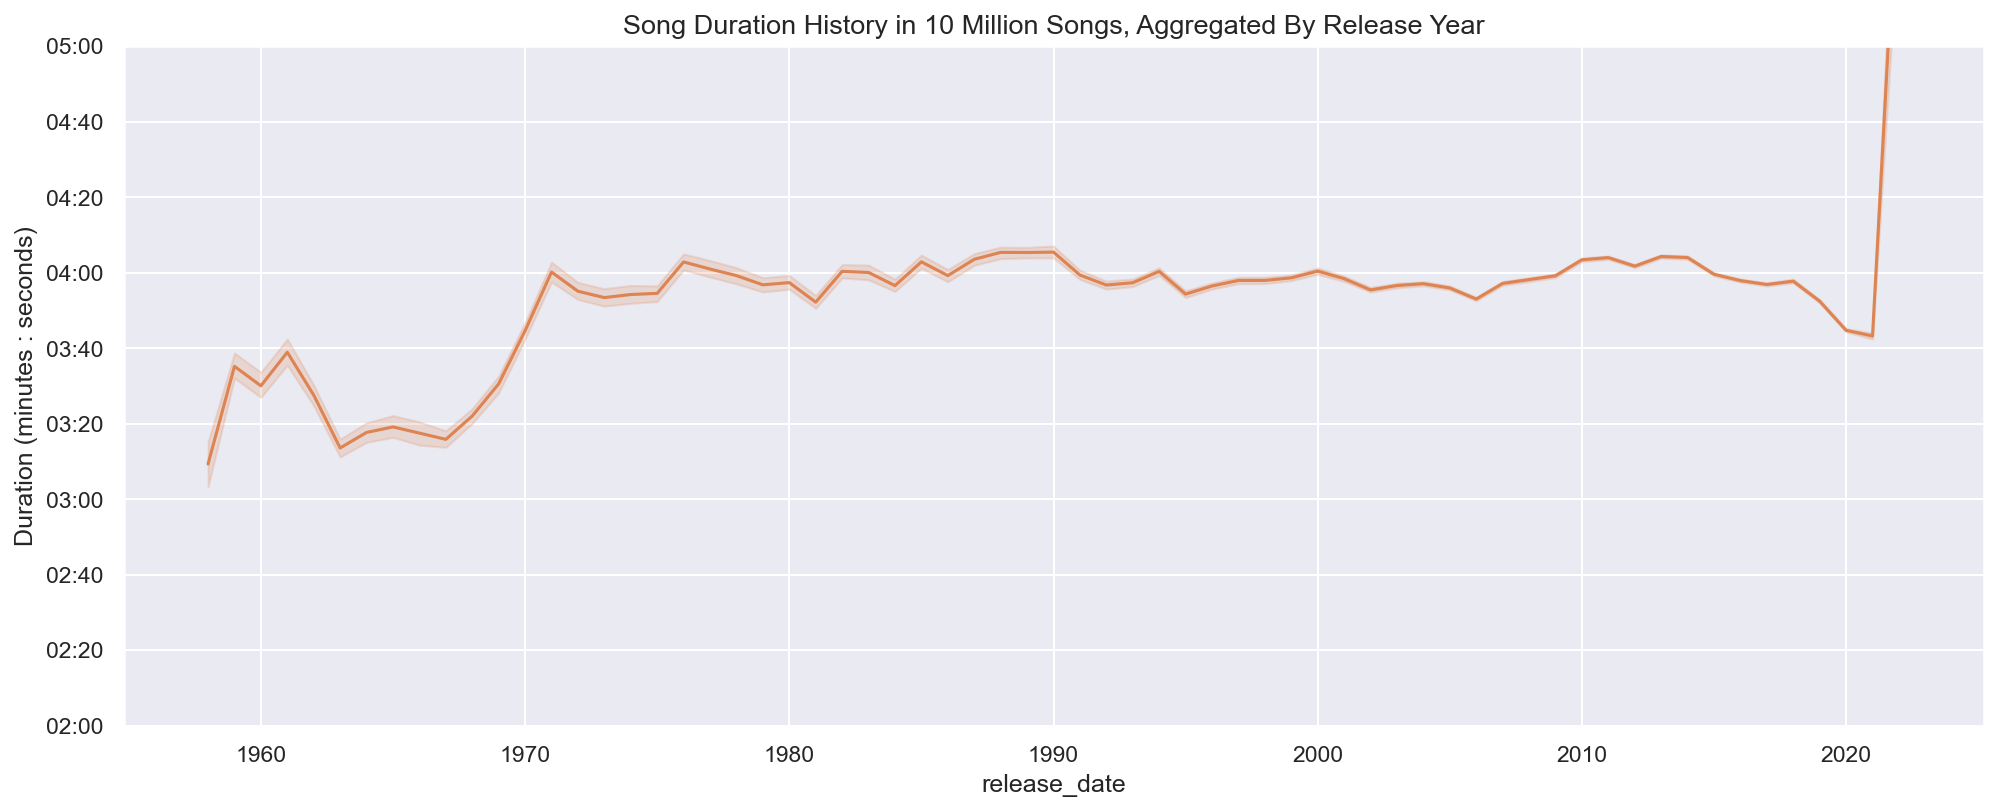 Song Duration History in 10 Million Songs, Aggregated By Release Year
05:00
04:40
04:20
04:00
03:40
03:20
03:00
02:40
02:20
02:00
Duration (minutes : seconds)
1960 1970 1980 1990 2000 2010 2020
release_date